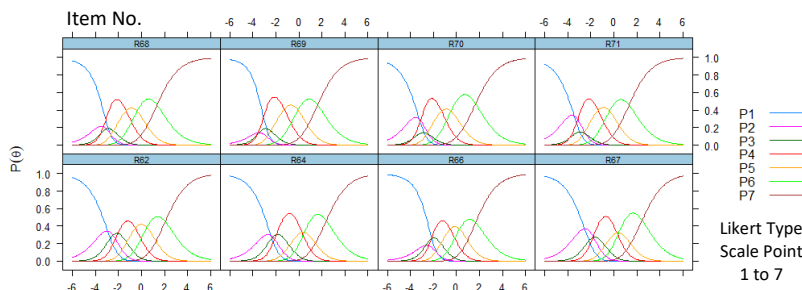 Item No.
-6 -4 -2 0 2 4 6
-6 -4 -2 0 2 4 6
R68
R69
R70
R71
1.0
0.8
0.6
0.4
0.2
0.0
P(θ)
R62
R64
R66
R67
1.0
0.8
0.6
0.4
0.2
0.0
-6 -4 -2 0 2 4 6
-6 -4 -2 0 2 4 6
P1
P2
P3
P4
P5
P6
P7
Likert Type
Scale Point
1 to 7